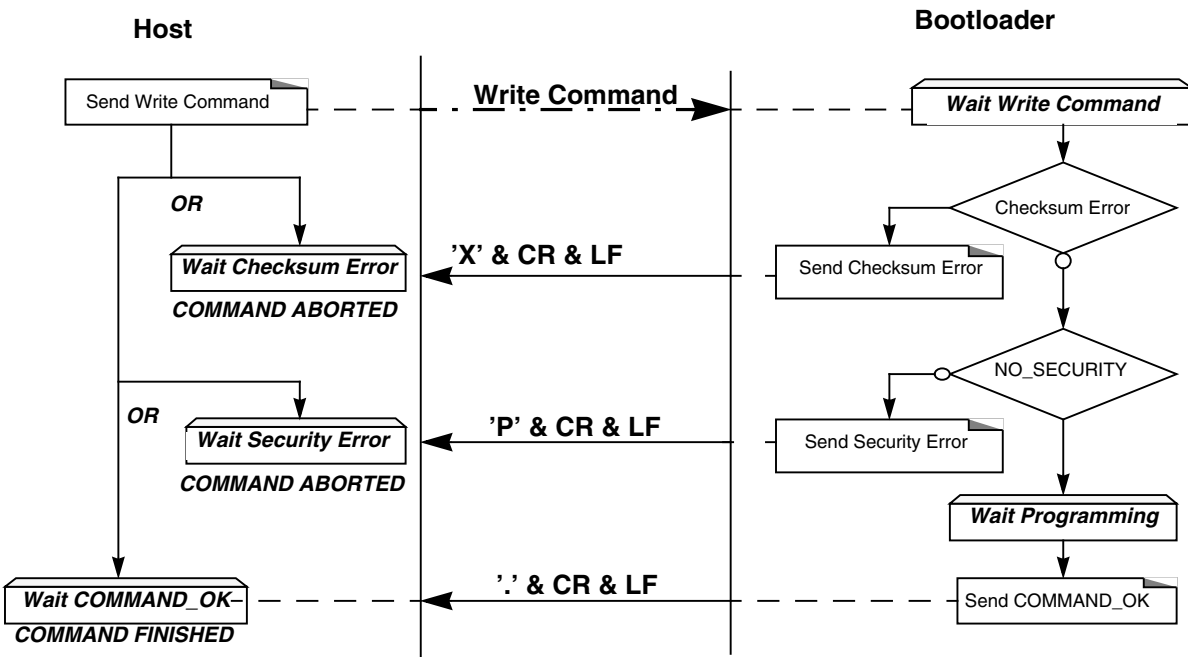 Host
Bootloader
Send Write Command
Write Command
Wait Write Command
OR
Checksum Error
Wait Checksum Error
'X' & CR & LF
Send Checksum Error
COMMAND ABORTED
NO_SECURITY
OR
Wait Security Error
'P' & CR & LF
Send Security Error
COMMAND ABORTED
Wait Programming
Wait COMMAND_OK
'.' & CR & LF
Send COMMAND_OK
COMMAND FINISHED